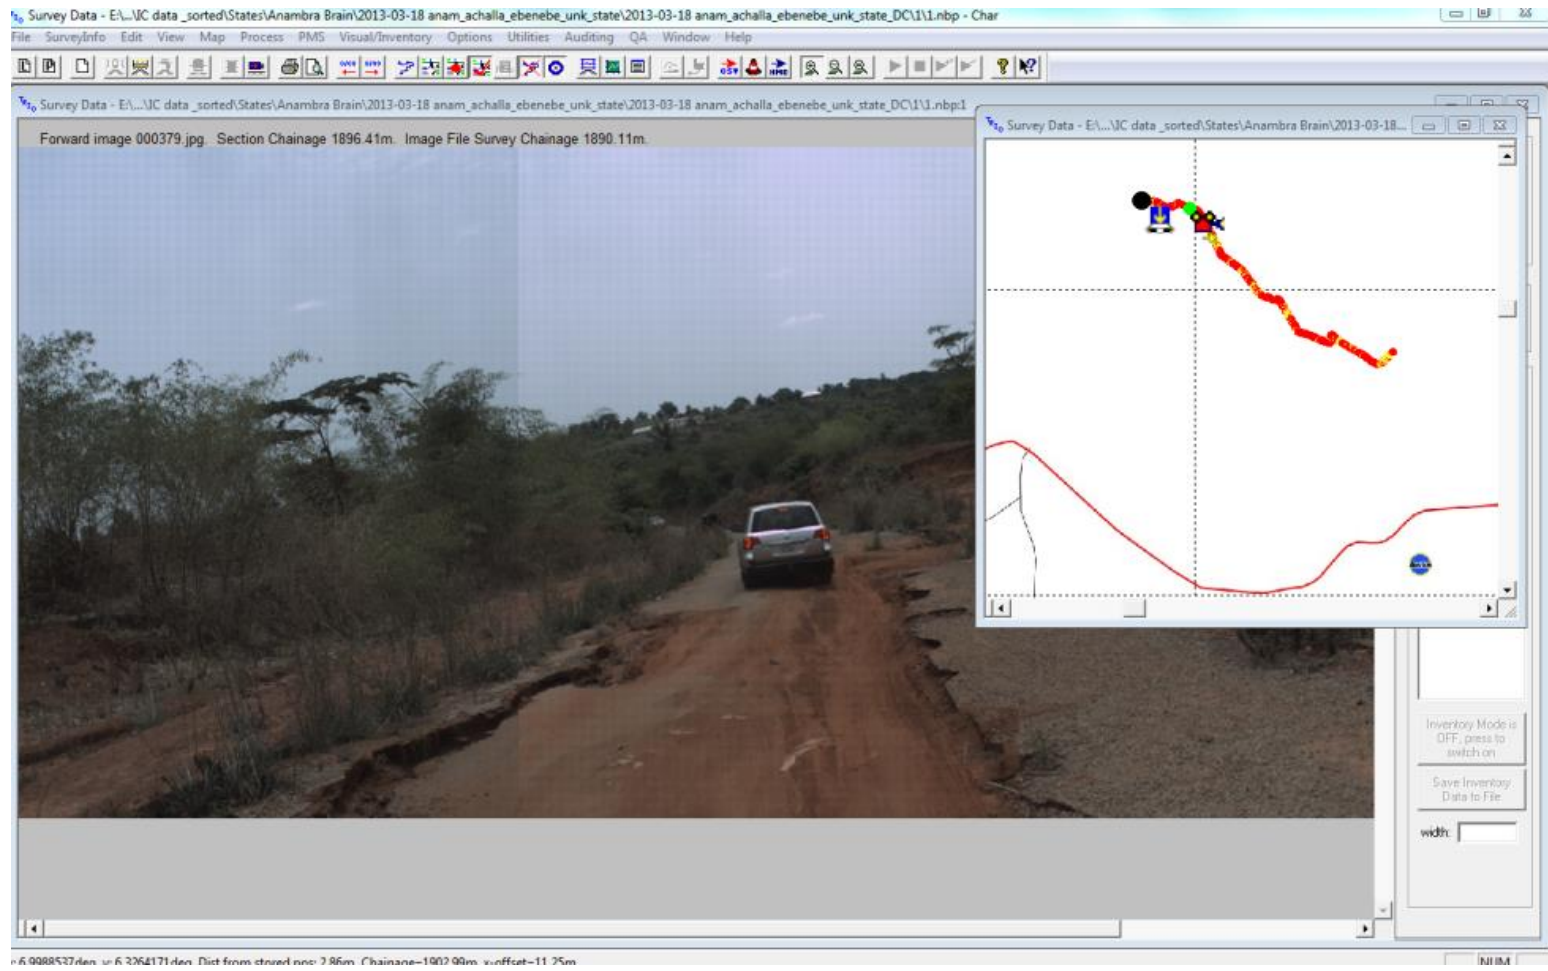 Survey Data - E:\...\IC data _sorted\States\Anambra Brain\2013-03-18 anam_achalla_ebenebe_unk_state\2013-03-18 anam_achalla_ebenebe_unk_state_DC\1\1.nbp - Char
File SurveyInfo Edit View Map Process PMS Visual/Inventory Options Utilities Auditing QA Window Help
Survey Data - E:\...\IC data _sorted\States\Anambra Brain\2013-03-18 anam_achalla_ebenebe_unk_state\2013-03-18 anam_achalla_ebenebe_unk_state_DC\1\1.nbp:1
Survey Data - E:\...\IC data _sorted\States\Anambra Brain\2013-03-18...
Forward image 000379.jpg. Section Chainage 1896.41m. Image File Survey Chainage 1890.11m.
Inventory Mode is
OFF, press to
switch on
Save Inventory
Data to File
width:
: 6.9988537deg, y: 6.3264171deg, Dist from stored pos: 2.86m, Chainage=1902.99m, x-offset=11.25m
NUM